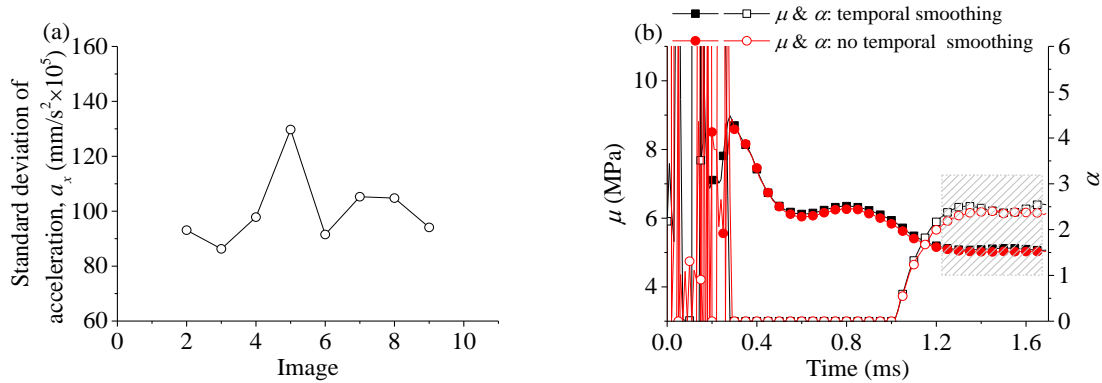 (a)
160
140
120
100
80
60
0
2
4
6
8
10
Image
Standard deviation of
acceleration, aₓ (mm/s²×10⁵)
(b)
μ & α: temporal smoothing
μ & α: no temporal smoothing
10
8
6
4
μ (MPa)
0.0
0.4
0.8
1.2
1.6
Time (ms)
6
5
4
3
2
1
0
α